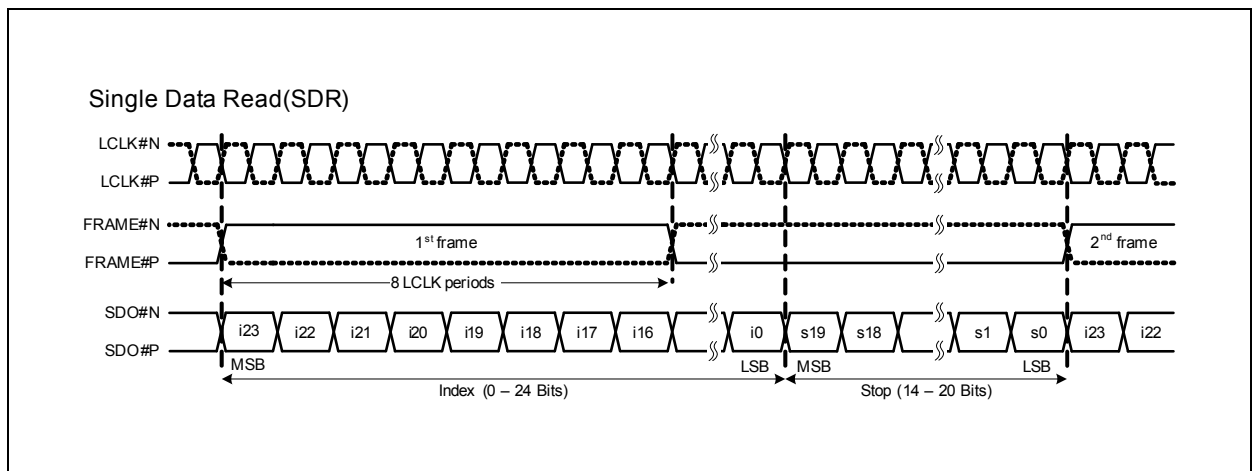 Single Data Read(SDR)
LCLK#N
LCLK#P
FRAME#N
1st frame
2nd frame
FRAME#P
8 LCLK periods
SDO#N
i23 i22 i21 i20 i19 i18 i17 i16 i0 s19 s18 s1 s0 i23 i22
SDO#P
MSB LSB MSB LSB
Index (0 – 24 Bits) Stop (14 – 20 Bits)